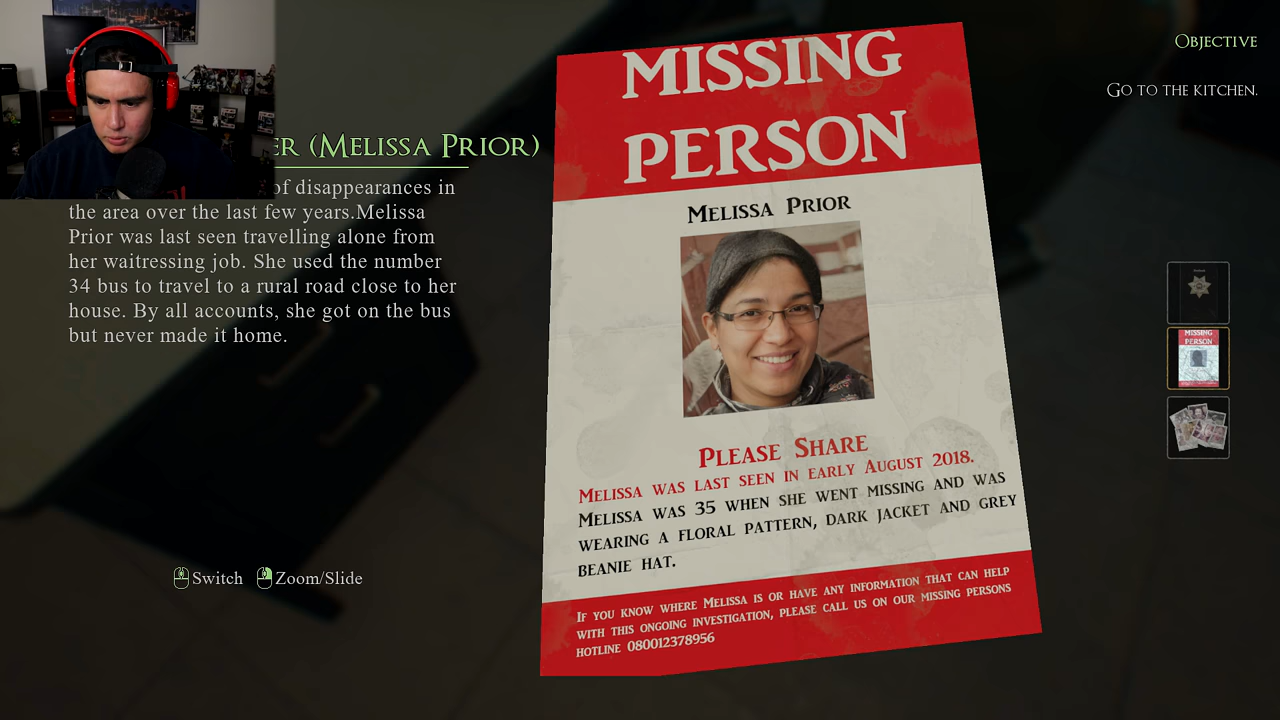 Objective
Go to the kitchen.
er (Melissa Prior)
of disappearances in
the area over the last few years.Melissa
Prior was last seen travelling alone from
her waitressing job. She used the number
34 bus to travel to a rural road close to her
house. By all accounts, she got on the bus
but never made it home.
Switch
Zoom/Slide
Missing
Person
Melissa Prior
Please Share
Melissa was last seen in early August 2018.
Melissa was 35 when she went missing and was
wearing a floral pattern, dark jacket and grey
beanie hat.
If you know where Melissa is or have any information that can help
with this ongoing investigation, please call us on our missing persons
hotline 080012378956
Missing
Person